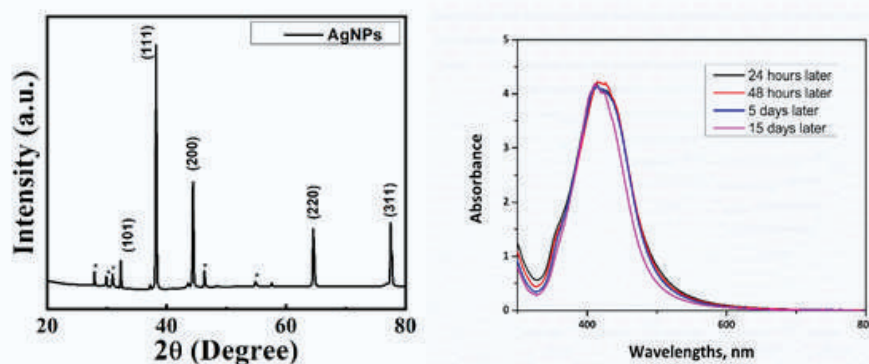 AgNPs
(111)
(200)
(101)
(220)
(311)
*
*
*
*
*
Intensity (a.u.)
20
40
60
80
2θ (Degree)
5
4
3
2
1
0
Absorbance
24 hours later
48 hours later
5 days later
15 days later
400
600
80
Wavelengths, nm